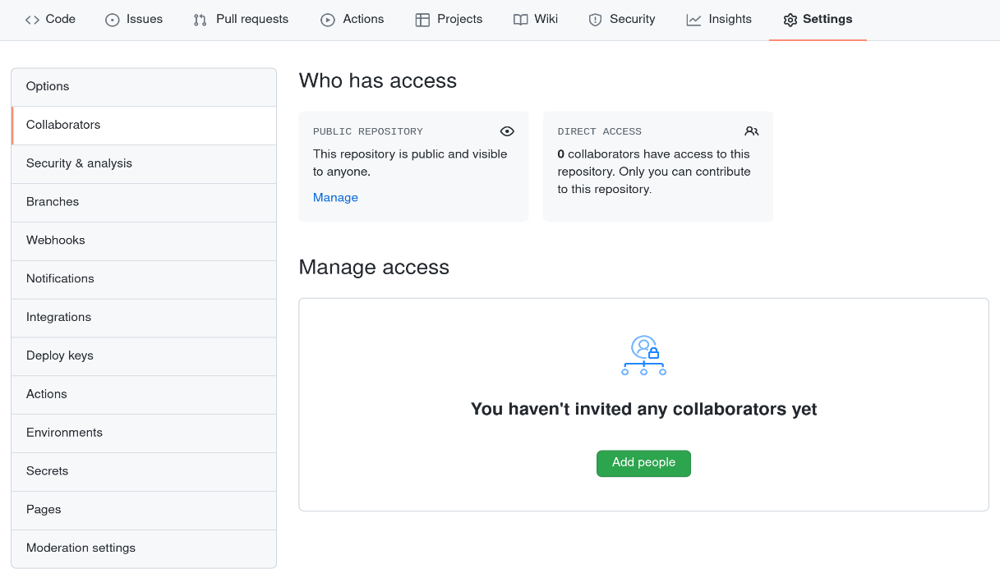 Code Issues Pull requests Actions Projects Wiki Security Insights Settings
Options
Collaborators
Security & analysis
Branches
Webhooks
Notifications
Integrations
Deploy keys
Actions
Environments
Secrets
Pages
Moderation settings
Who has access
PUBLIC REPOSITORY
This repository is public and visible
to anyone.
Manage
DIRECT ACCESS
0 collaborators have access to this
repository. Only you can contribute
to this repository.
Manage access
You haven't invited any collaborators yet
Add people